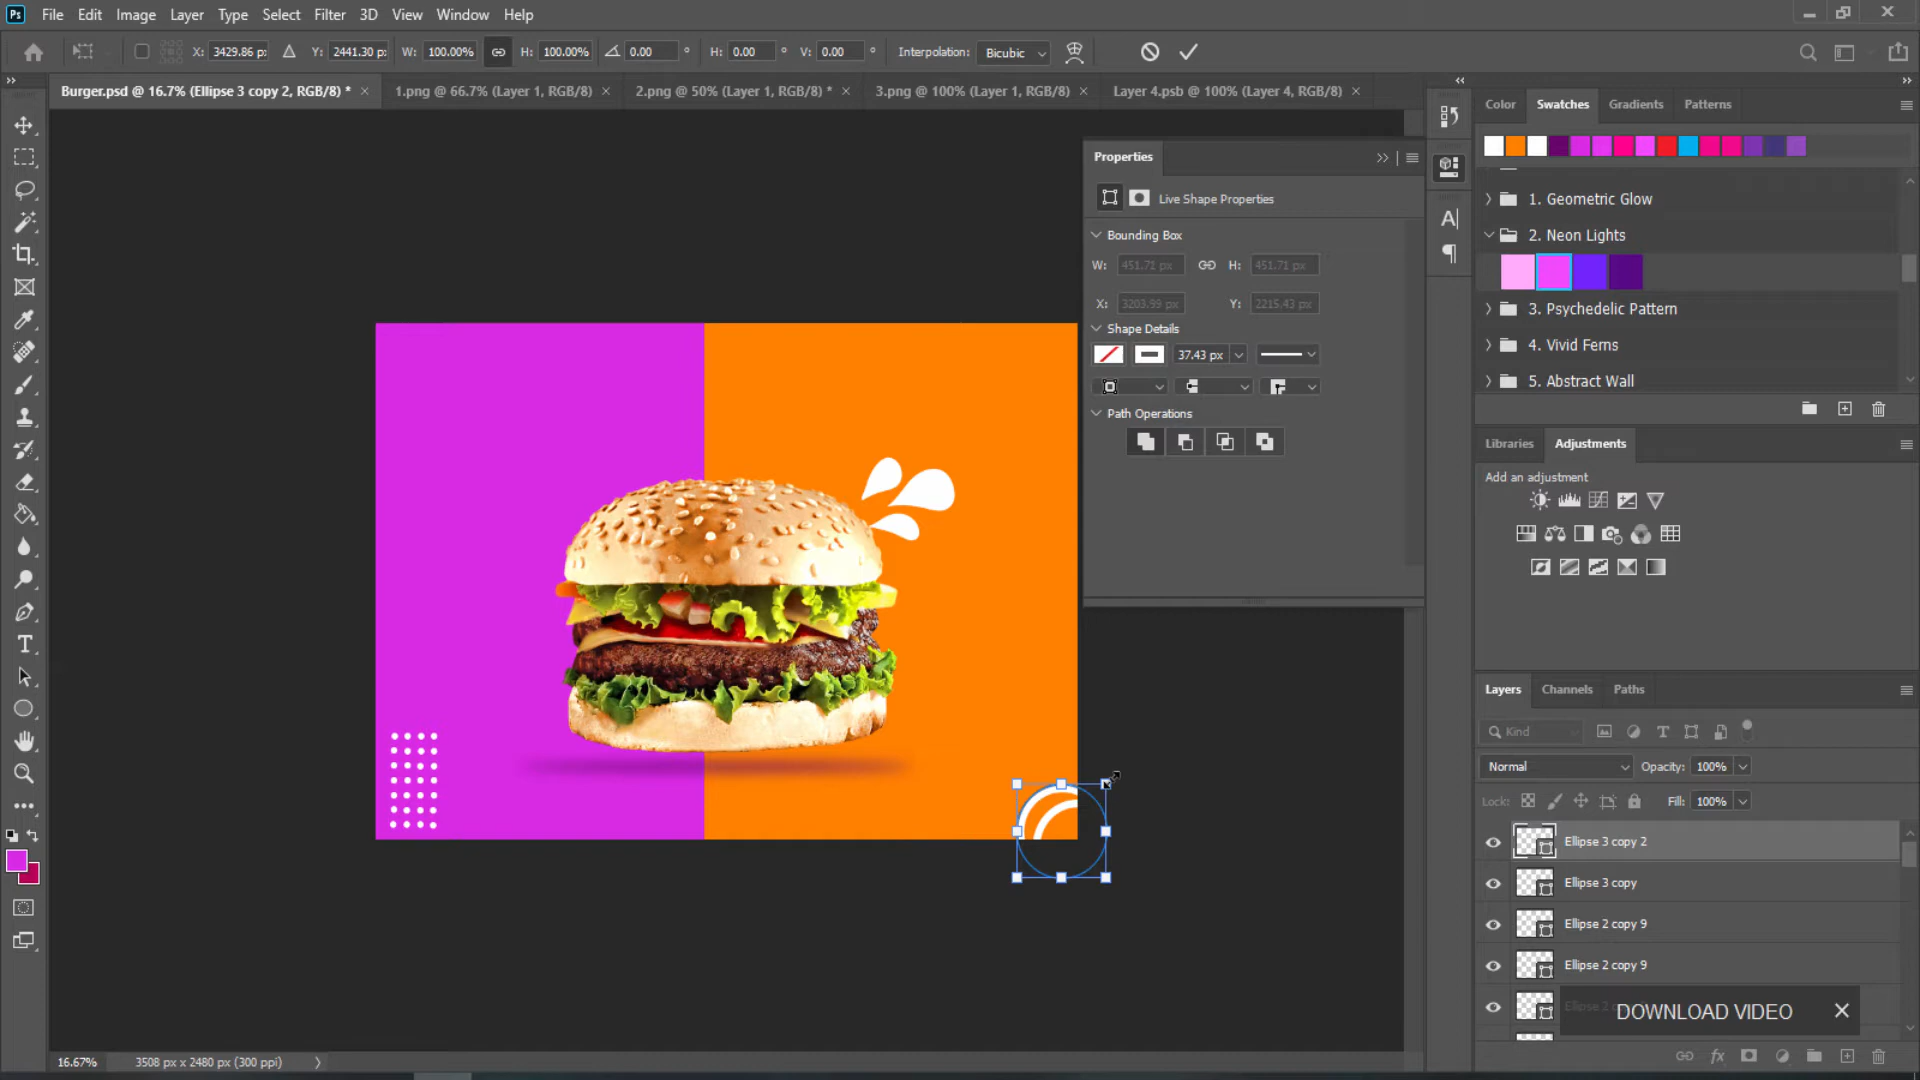 Ps File Edit Image Layer Type Select Filter 3D View Window Help
X: 3429.86 px Y: 2441.30 px W: 100.00% H: 100.00% 0.00 ° H: 0.00 ° V: 0.00 ° Interpolation: Bicubic
Burger.psd @ 16.7% (Ellipse 3 copy 2, RGB/8) * × 1.png @ 66.7% (Layer 1, RGB/8) × 2.png @ 50% (Layer 1, RGB/8) * × 3.png @ 100% (Layer 1, RGB/8) × Layer 4.psb @ 100% (Layer 4, RGB/8) ×
Properties
Live Shape Properties
Bounding Box
W: 451.71 px H: 451.71 px
X: 3203.99 px Y: 2215.43 px
Shape Details
37.43 px
Path Operations
Color Swatches Gradients Patterns
1. Geometric Glow
2. Neon Lights
3. Psychedelic Pattern
4. Vivid Ferns
5. Abstract Wall
Libraries Adjustments
Add an adjustment
Layers Channels Paths
Kind
Normal Opacity: 100%
Lock: Fill: 100%
Ellipse 3 copy 2
Ellipse 3 copy
Ellipse 2 copy 9
Ellipse 2 copy 9
DOWNLOAD VIDEO
16.67% 3508 px x 2480 px (300 ppi)